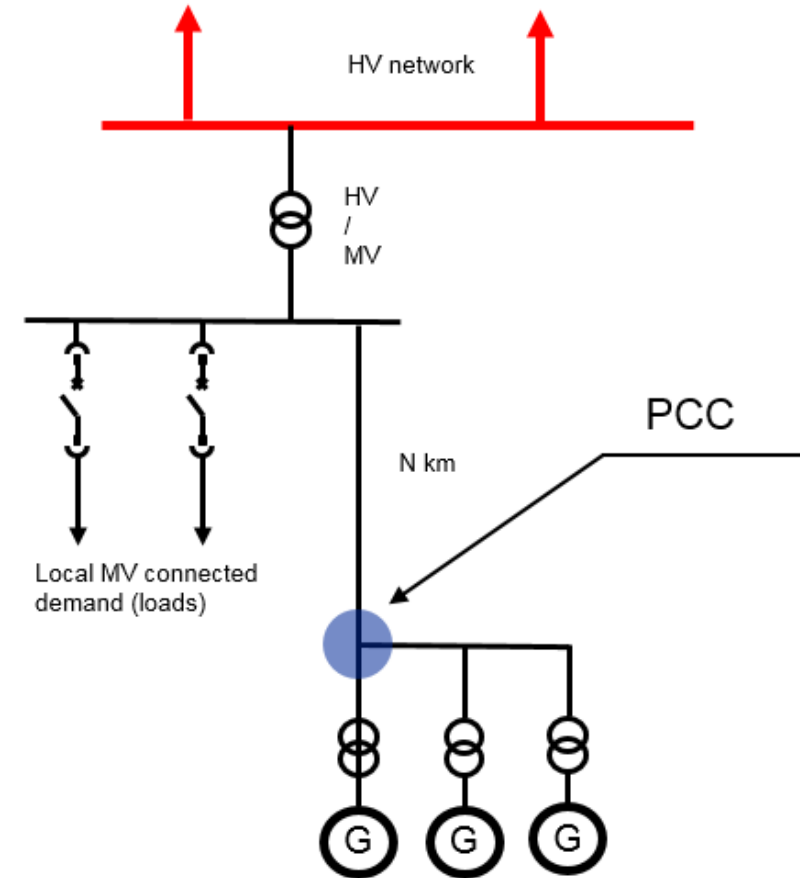 HV network
HV
/
MV
PCC
N km
Local MV connected
demand (loads)
G
G
G